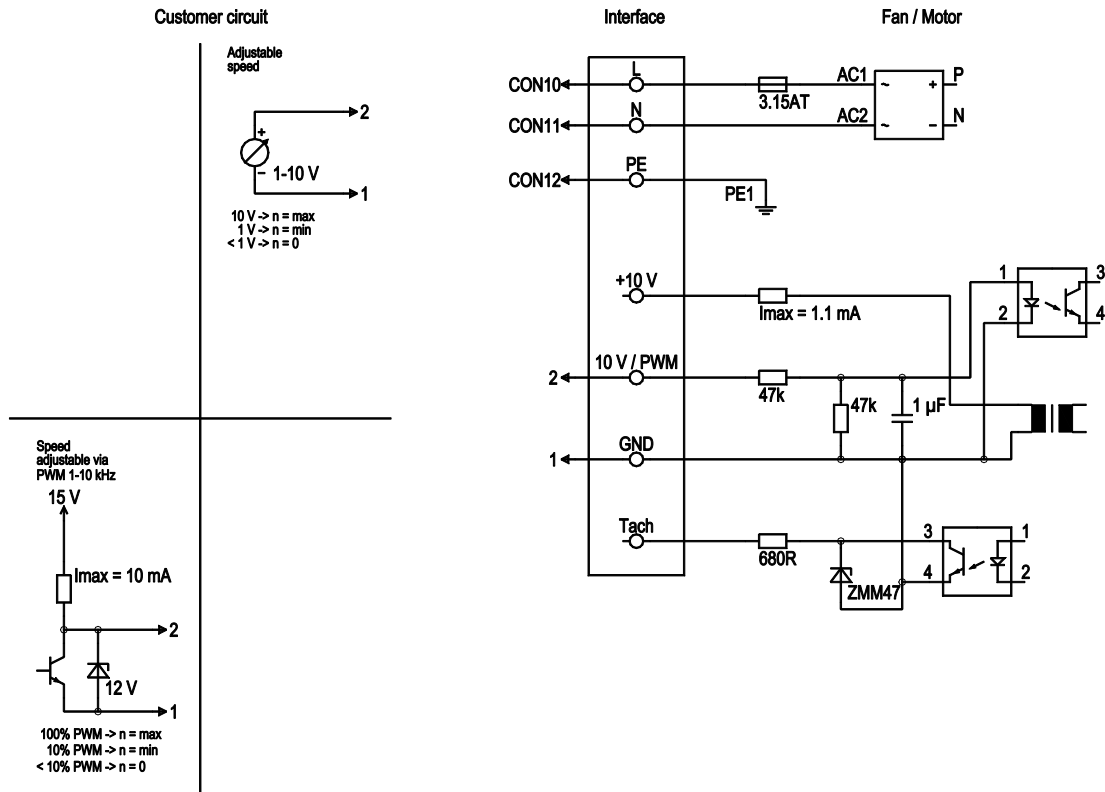 Customer circuit
Interface
Fan / Motor
Adjustable
speed
2
+
– 1-10 V
1
10 V -> n = max
1 V -> n = min
< 1 V -> n = 0
Speed
adjustable via
PWM 1-10 kHz
15 V
Imax = 10 mA
2
12 V
1
100% PWM -> n = max
10% PWM -> n = min
< 10% PWM -> n = 0
L
CON10
3.15AT
AC1
~ + P
N
CON11
AC2
~ – N
PE
CON12
PE1
+10 V
Imax = 1.1 mA
1
3
2
4
10 V / PWM
2
47k
47k
1 µF
GND
1
Tach
680R
3
1
4
2
ZMM47